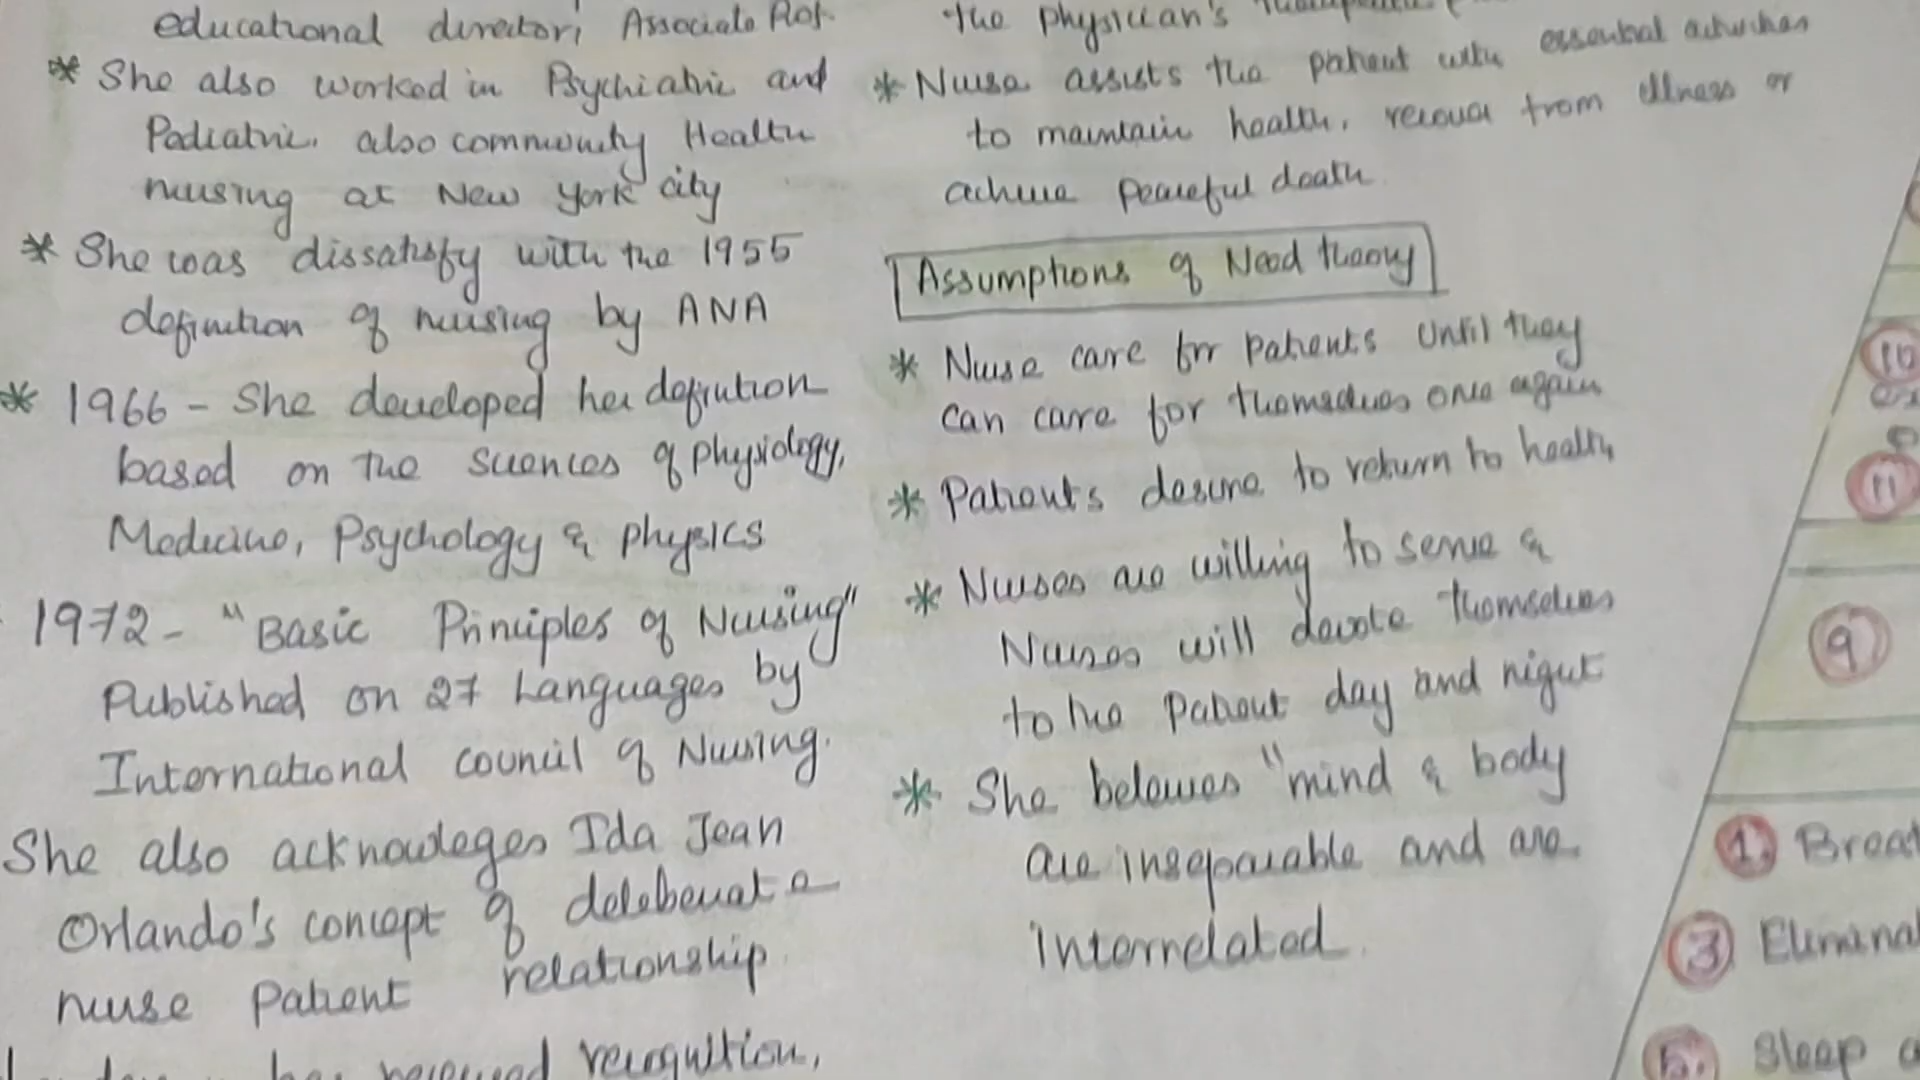 educational director, Associate Prof.
* She also worked in Psychiatric and
Pediatric, also community Health
nursing at New York city
* She was dissatisfy with the 1955
definition of nursing by ANA
* 1966 - She developed her definition
based on the sciences of physiology,
Medicine, Psychology & physics
1972 - "Basic Principles of Nursing"
Published on 27 Languages by
International council of Nursing.
She also acknowleges Ida Jean
Orlando's concept of deleberate
nurse patient relationship
has received recognition,
the physician's
* Nurse assists the patient with essential activities
to maintain health, recover from illness or
achieve peaceful death
Assumptions of Need theory
* Nurse care for patients Until they
can care for themselves once again
* Patients desire to return to health
* Nurses are willing to serve &
Nurses will devote themselves
to the patient day and night
* She believes "mind & body
are inseparable and are
interrelated.
10
11
9
1. Breat
3 Eliminat
5. Sleep a